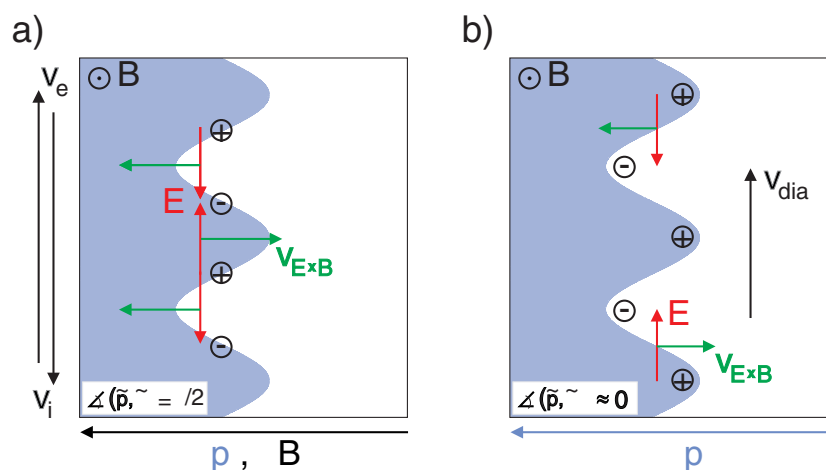 a)
b)
⊙ B
⊙ B
v_e
v_i
+
-
+
-
E
v_E×B
+
-
+
-
+
E
v_E×B
v_dia
∡(p̃,~ = /2
∡(p̃,~ ≈0
p , B
p